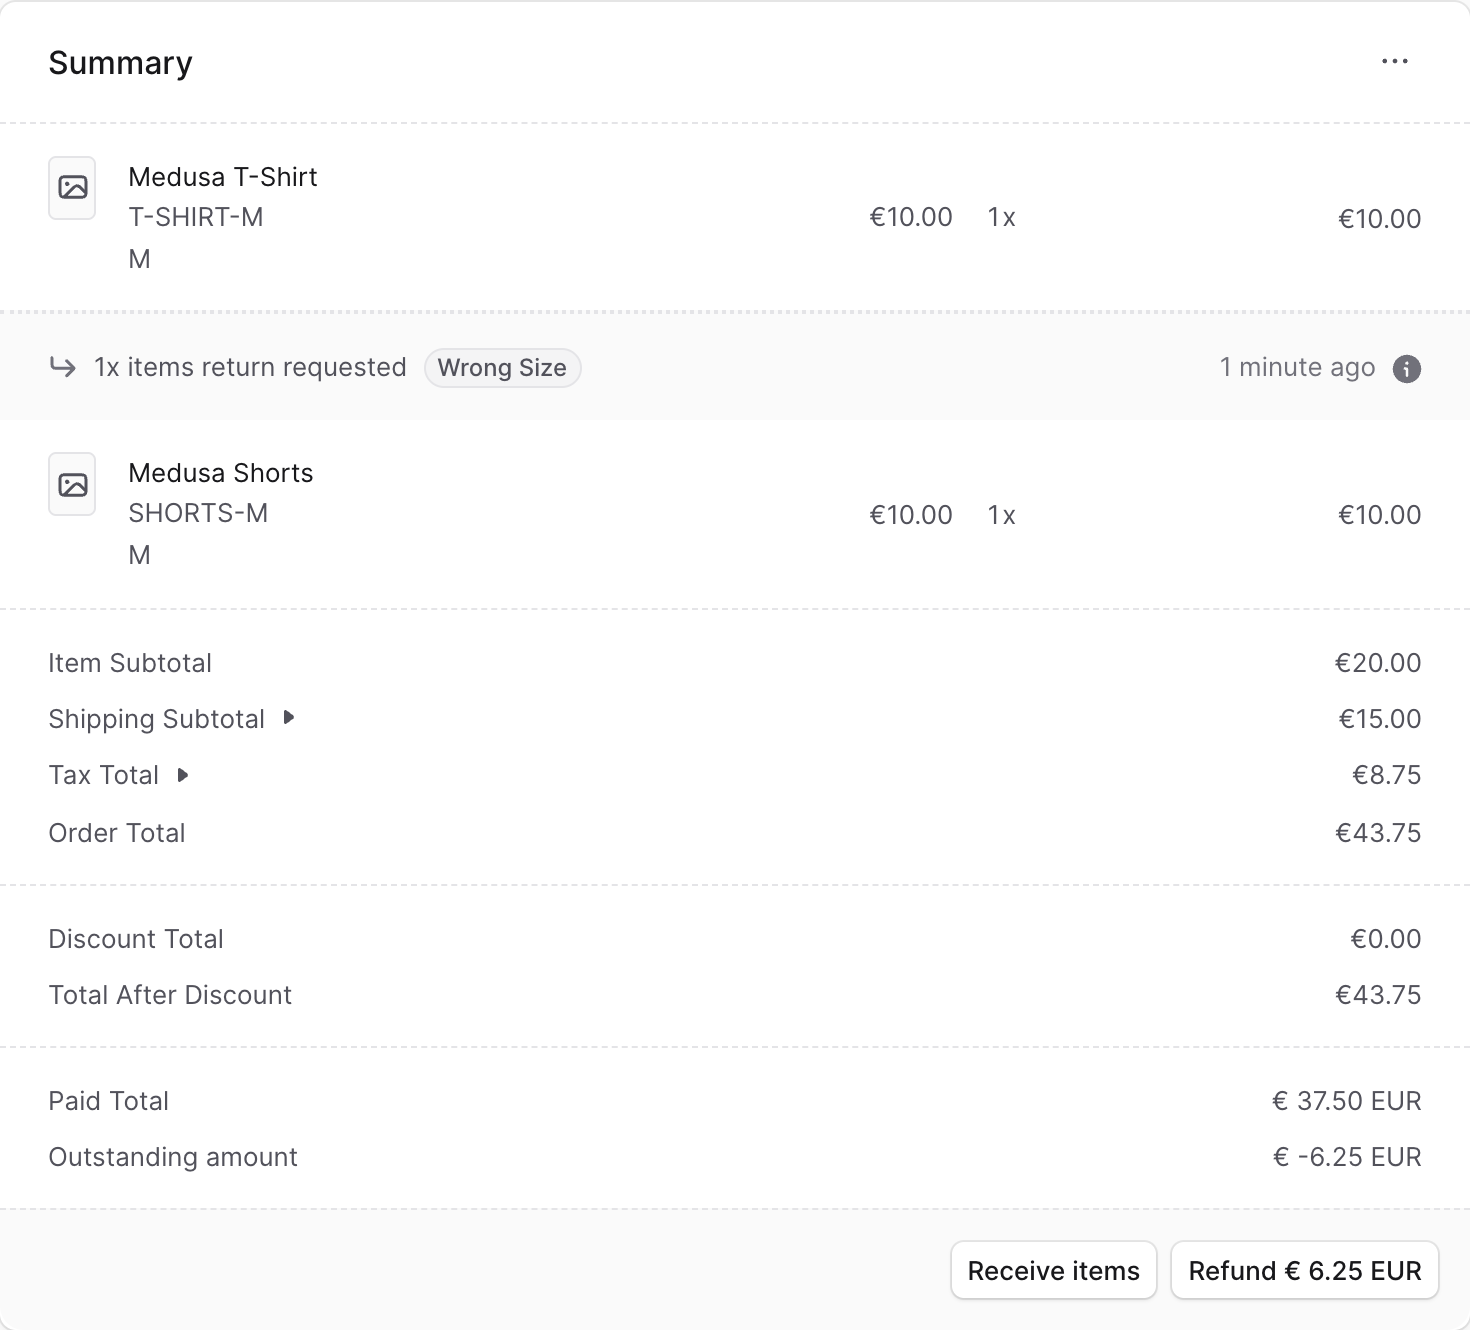 Summary
Medusa T-Shirt
T-SHIRT-M €10.00 1x €10.00
M
1x items return requested Wrong Size 1 minute ago
Medusa Shorts
SHORTS-M €10.00 1x €10.00
M
Item Subtotal €20.00
Shipping Subtotal €15.00
Tax Total €8.75
Order Total €43.75
Discount Total €0.00
Total After Discount €43.75
Paid Total € 37.50 EUR
Outstanding amount € -6.25 EUR
Receive items Refund € 6.25 EUR